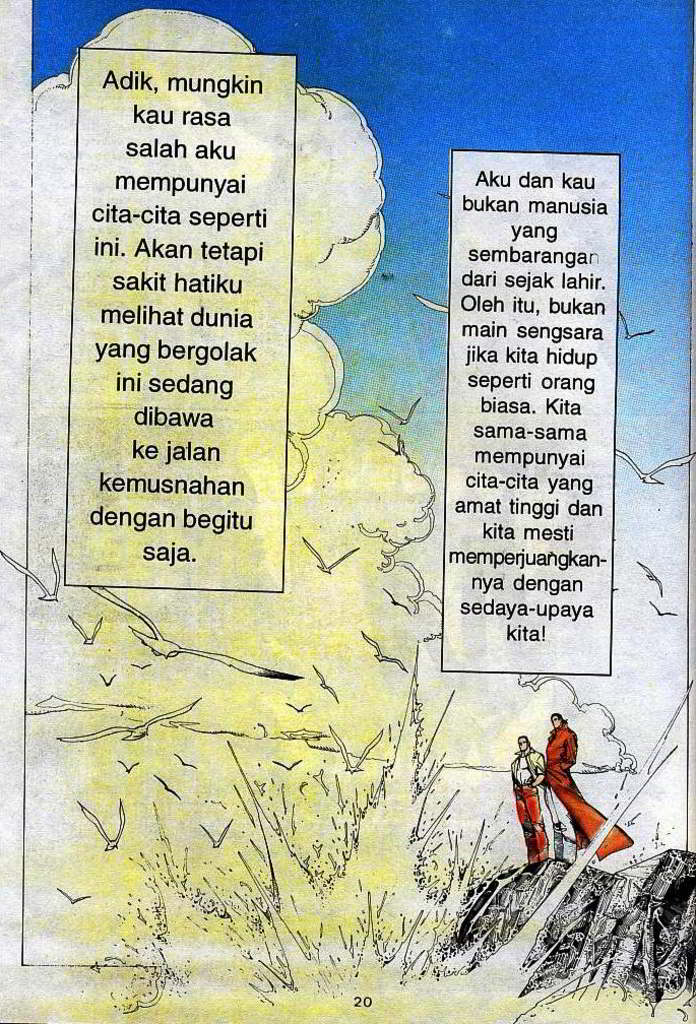 Adik, mungkin
kau rasa
salah aku
mempunyai
cita-cita seperti
ini. Akan tetapi
sakit hatiku
melihat dunia
yang bergolak
ini sedang
dibawa
ke jalan
kemusnahan
dengan begitu
saja.
Aku dan kau
bukan manusia
yang
sembarangan
dari sejak lahir.
Oleh itu, bukan
main sengsara
jika kita hidup
seperti orang
biasa. Kita
sama-sama
mempunyai
cita-cita yang
amat tinggi dan
kita mesti
memperjuangkan-
nya dengan
sedaya-upaya
kita!
20